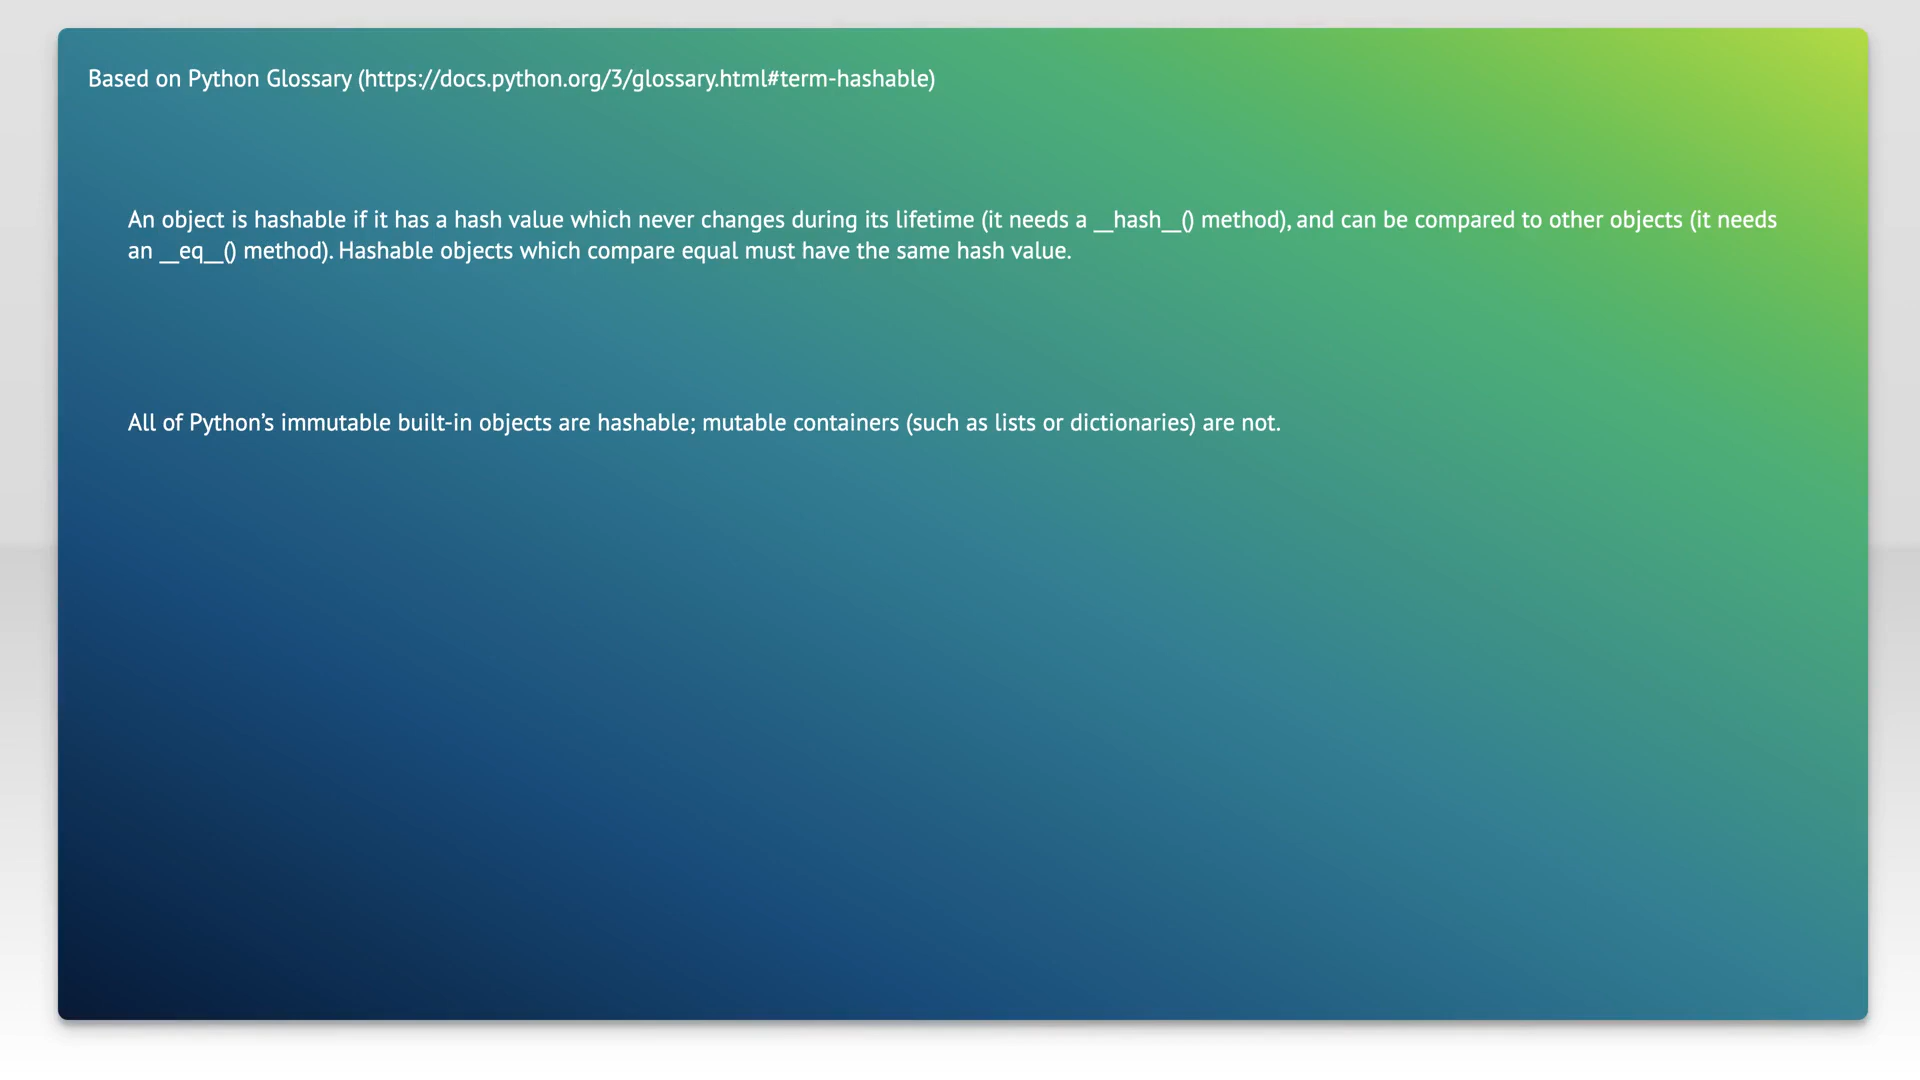 Based on Python Glossary (https://docs.python.org/3/glossary.html#term-hashable)
An object is hashable if it has a hash value which never changes during its lifetime (it needs a __hash__() method), and can be compared to other objects (it needs
an __eq__() method). Hashable objects which compare equal must have the same hash value.
All of Python’s immutable built-in objects are hashable; mutable containers (such as lists or dictionaries) are not.